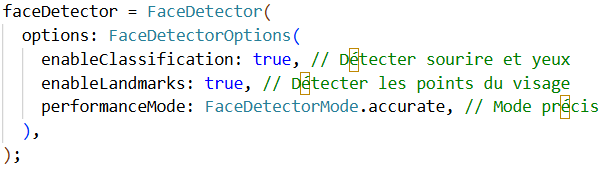 faceDetector = FaceDetector(
options: FaceDetectorOptions(
enableClassification: true, // Détecter sourire et yeux
enableLandmarks: true, // Détecter les points du visage
performanceMode: FaceDetectorMode.accurate, // Mode précis
),
);